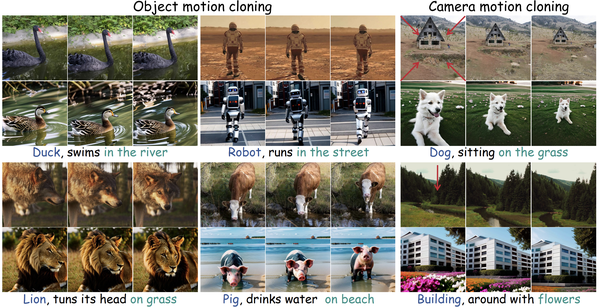 Object motion cloning
Camera motion cloning
Duck, swims in the river
Robot, runs in the street
Dog, sitting on the grass
Lion, tuns its head on grass
Pig, drinks water on beach
Building, around with flowers